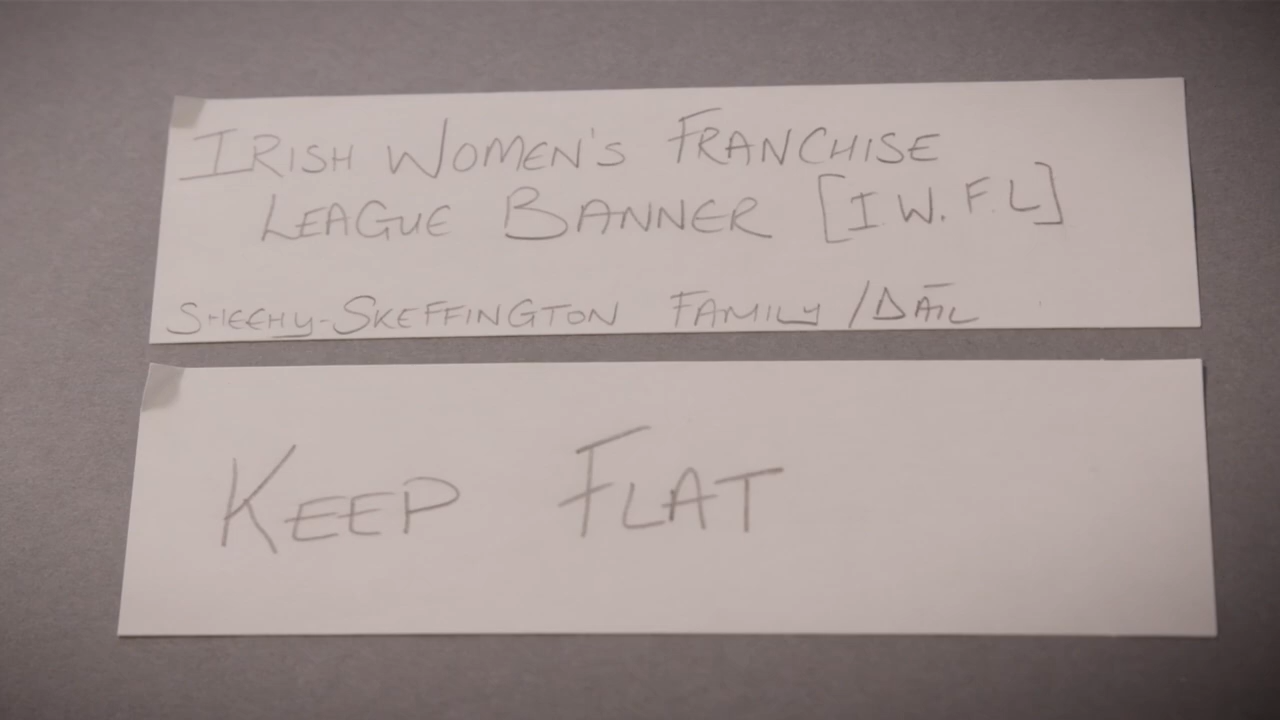 IRISH WOMEN'S FRANCHISE
LEAGUE BANNER [I W. F. L]
SHEEHY-SKEFFINGTON FAMILY / DÁIL
KEEP FLAT